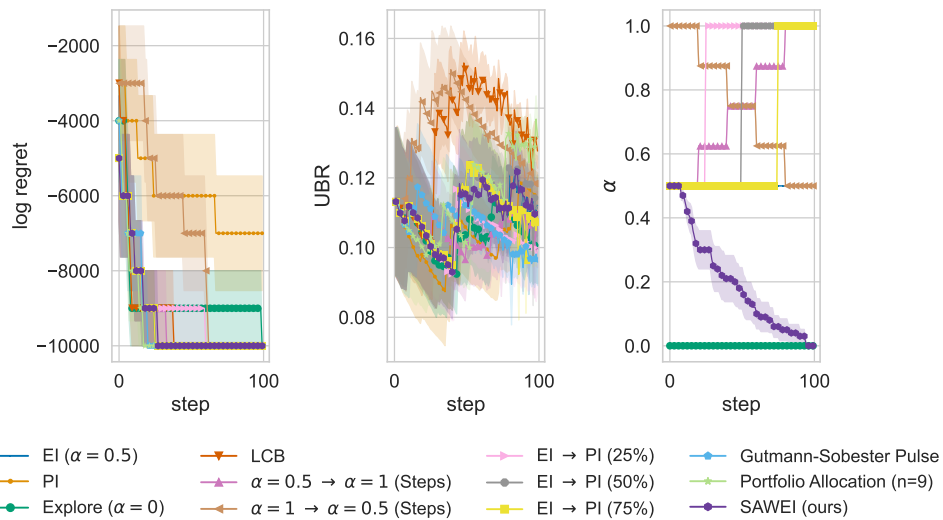 −2000
−4000
−6000
−8000
−10000
log regret
0
100
step
0.16
0.14
0.12
0.10
0.08
UBR
0
100
step
1.0
0.8
0.6
0.4
0.2
0.0
α
0
100
step
EI (α = 0.5)
PI
Explore (α = 0)
LCB
α = 0.5 → α = 1 (Steps)
α = 1 → α = 0.5 (Steps)
EI → PI (25%)
EI → PI (50%)
EI → PI (75%)
Gutmann-Sobester Pulse
Portfolio Allocation (n=9)
SAWEI (ours)